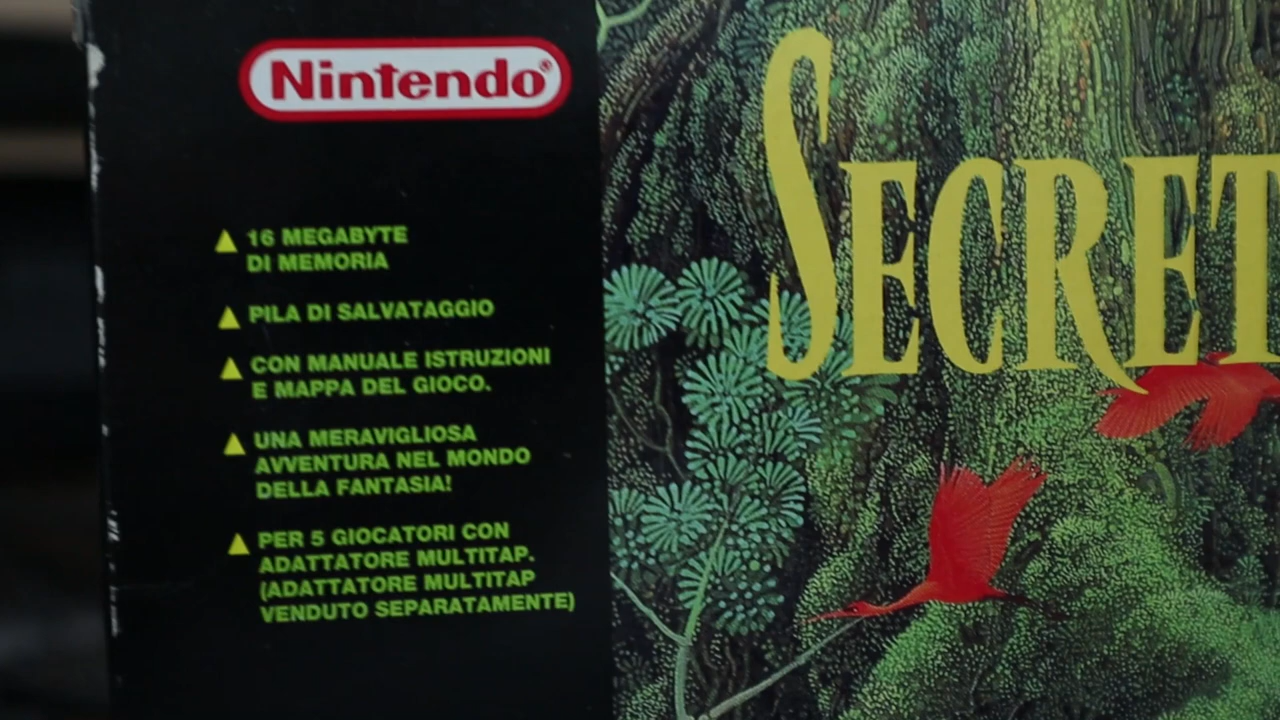 Nintendo®
16 MEGABYTE
DI MEMORIA
PILA DI SALVATAGGIO
CON MANUALE ISTRUZIONI
E MAPPA DEL GIOCO.
UNA MERAVIGLIOSA
AVVENTURA NEL MONDO
DELLA FANTASIA!
PER 5 GIOCATORI CON
ADATTATORE MULTITAP.
(ADATTATORE MULTITAP
VENDUTO SEPARATAMENTE)
SECRET